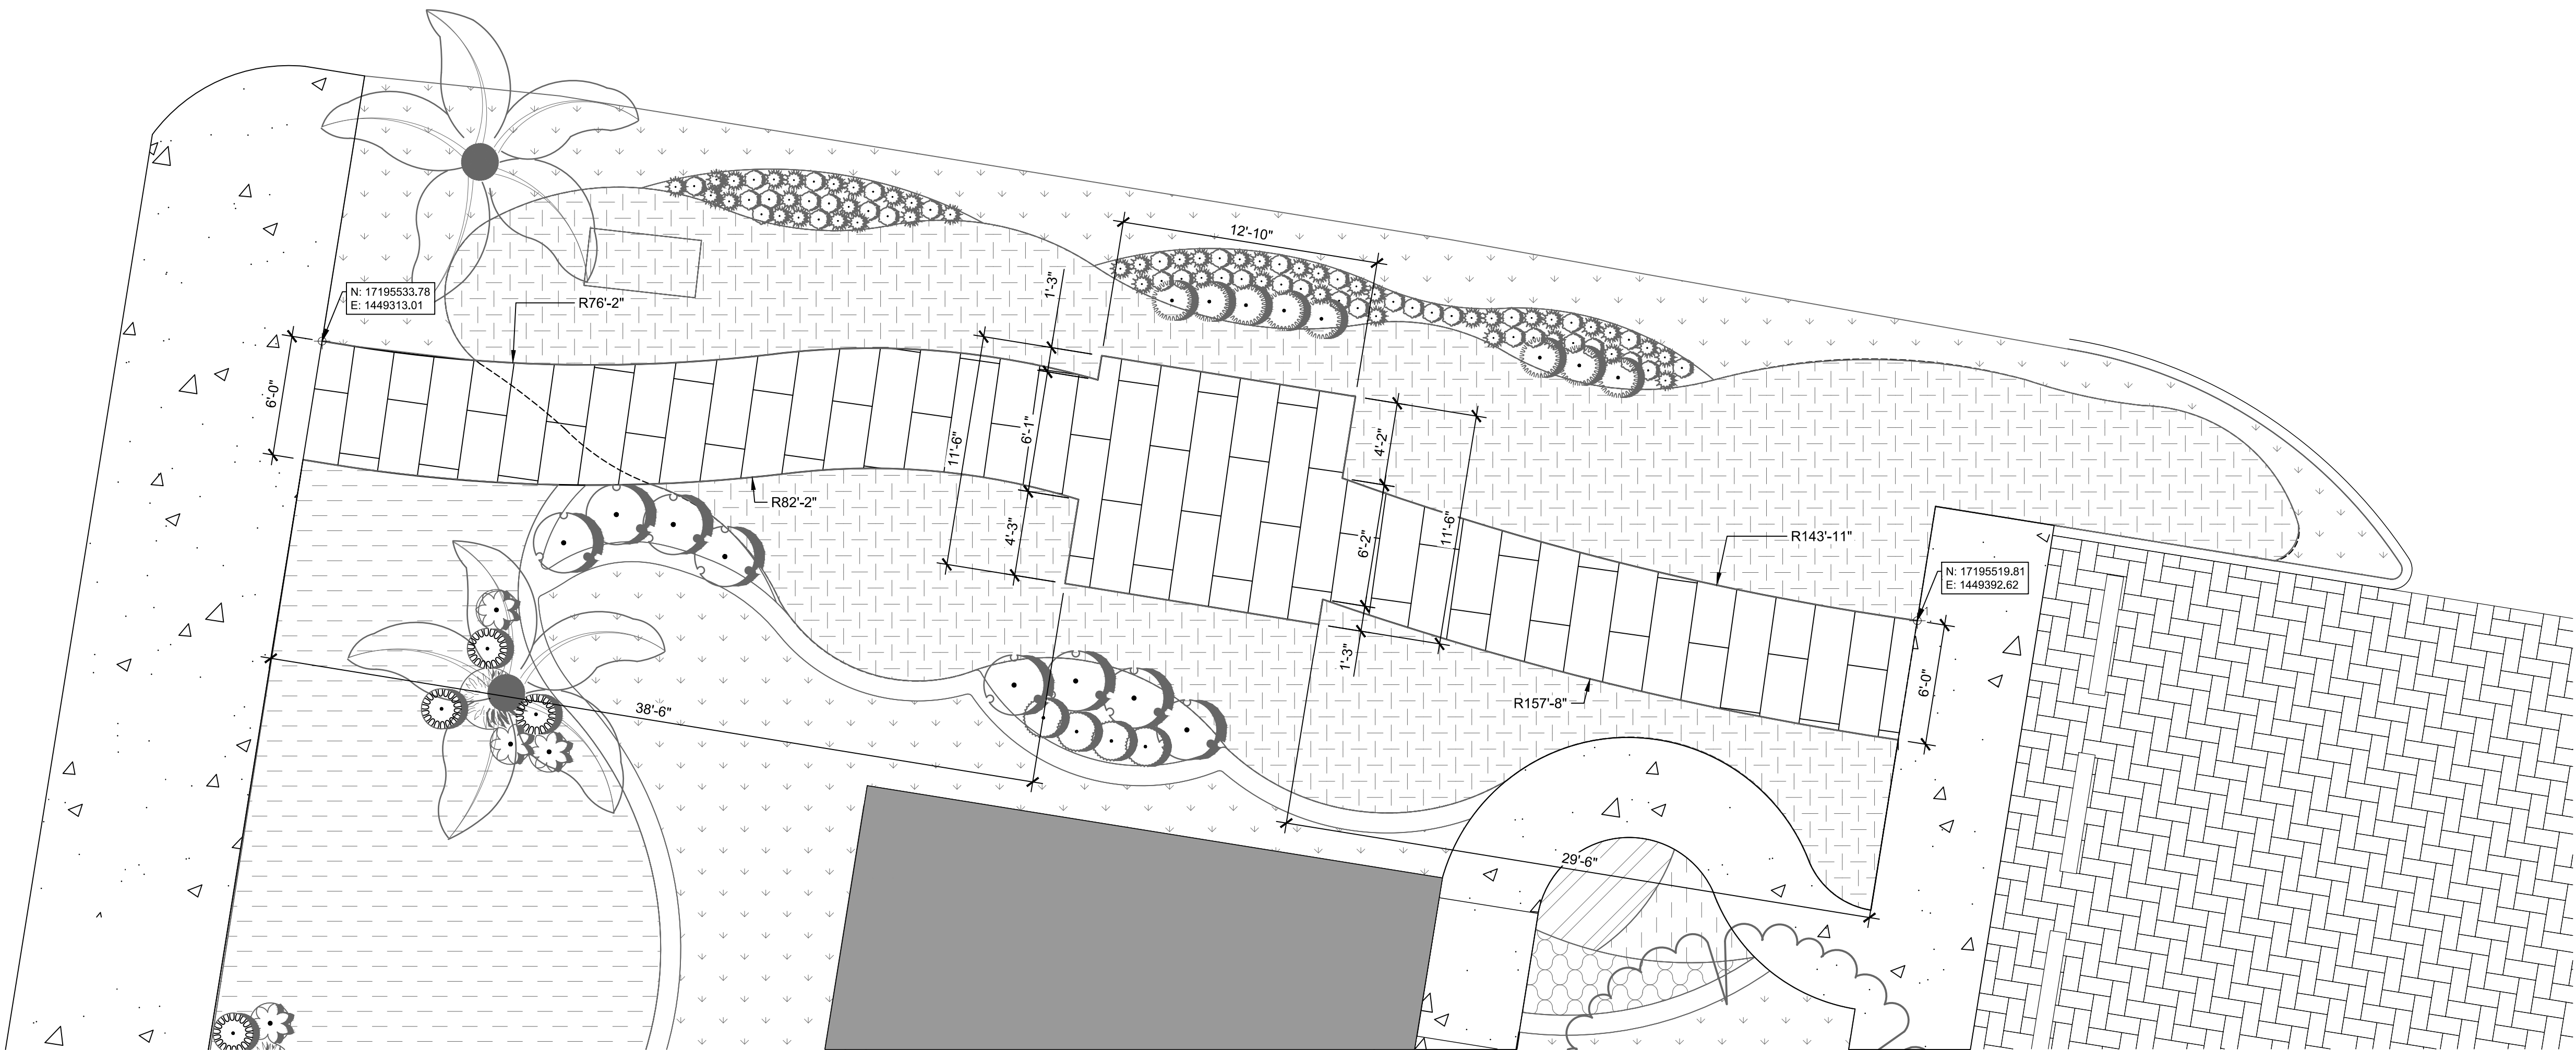 12'-10"
1'-3"
N: 17195533.78
E: 1449313.01
R76'-2"
6'-0"
11'-6"
6'-1"
4'-3"
R82'-2"
4'-2"
6'-2"
11'-6"
1'-3"
R143'-11"
N: 17195519.81
E: 1449392.62
6'-0"
R157'-8"
38'-6"
29'-6"